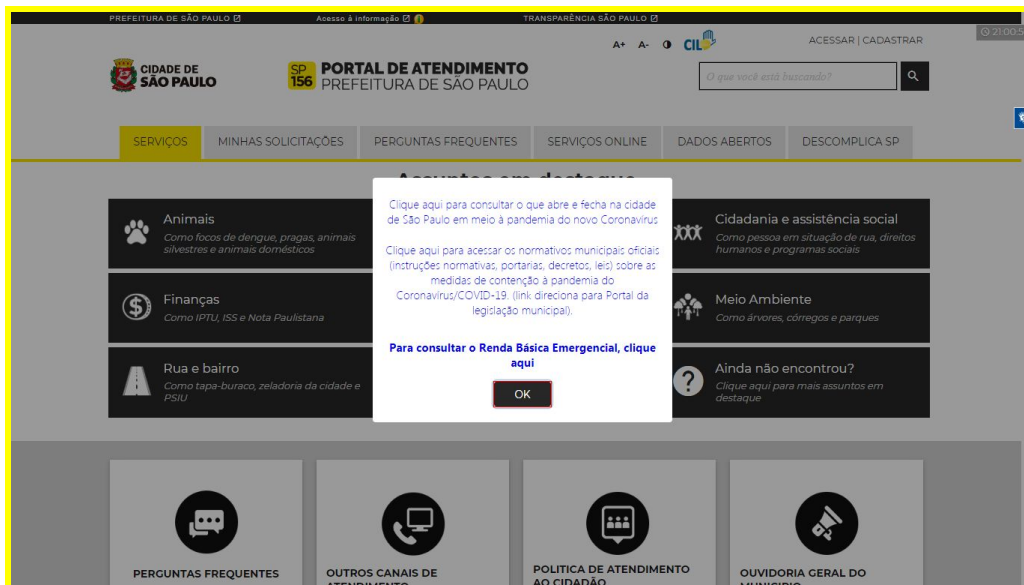 PREFEITURA DE SÃO PAULO
Acesso à informação
TRANSPARÊNCIA SÃO PAULO
A+ A-
CIL
ACESSAR | CADASTRAR
21:00:5
CIDADE DE
SÃO PAULO
SP
156
PORTAL DE ATENDIMENTO
PREFEITURA DE SÃO PAULO
O que você está buscando?
SERVIÇOS
MINHAS SOLICITAÇÕES
PERGUNTAS FREQUENTES
SERVIÇOS ONLINE
DADOS ABERTOS
DESCOMPLICA SP
Assuntos em destaque
Animais
Como focos de dengue, pragas, animais
silvestres e animais domésticos
Finanças
Como IPTU, ISS e Nota Paulistana
Rua e bairro
Como tapa-buraco, zeladoria da cidade e
PSIU
Clique aqui para consultar o que abre e fecha na cidade
de São Paulo em meio à pandemia do novo Coronavírus
Clique aqui para acessar os normativos municipais oficiais
(instruções normativas, portarias, decretos, leis) sobre as
medidas de contenção à pandemia do
Coronavírus/COVID-19. (link direciona para Portal da
legislação municipal).
Para consultar o Renda Básica Emergencial, clique
aqui
OK
Cidadania e assistência social
Como pessoa em situação de rua, direitos
humanos e programas sociais
Meio Ambiente
Como árvores, córregos e parques
Ainda não encontrou?
Clique aqui para mais assuntos em
destaque
PERGUNTAS FREQUENTES
OUTROS CANAIS DE
ATENDIMENTO
POLITICA DE ATENDIMENTO
AO CIDADÃO
OUVIDORIA GERAL DO
MUNICIPIO